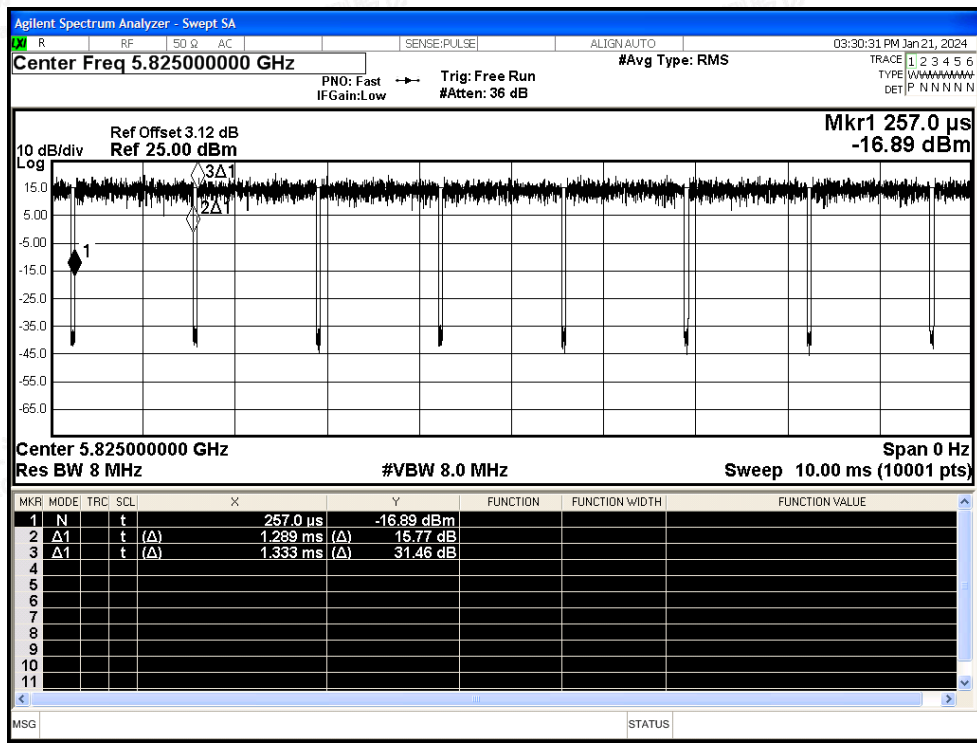 Agilent Spectrum Analyzer - Swept SA
LXI R RF 50 Ω AC SENSE:PULSE ALIGN AUTO 03:30:31 PM Jan 21, 2024
Center Freq 5.825000000 GHz #Avg Type: RMS TRACE 1 2 3 4 5 6
PNO: Fast Trig: Free Run TYPE WWWWWW
IFGain:Low #Atten: 36 dB DET P N N N N N
Mkr1 257.0 µs
Ref Offset 3.12 dB
10 dB/div Ref 25.00 dBm -16.89 dBm
Log
3Δ1
15.0
2Δ1
5.00
-5.00
1
-15.0
-25.0
-35.0
-45.0
-55.0
-65.0
Center 5.825000000 GHz Span 0 Hz
Res BW 8 MHz #VBW 8.0 MHz Sweep 10.00 ms (10001 pts)
MKR MODE TRC SCL X Y FUNCTION FUNCTION WIDTH FUNCTION VALUE
1 N t 257.0 µs -16.89 dBm
2 Δ1 t (Δ) 1.289 ms (Δ) 15.77 dB
3 Δ1 t (Δ) 1.333 ms (Δ) 31.46 dB
4
5
6
7
8
9
10
11
MSG STATUS